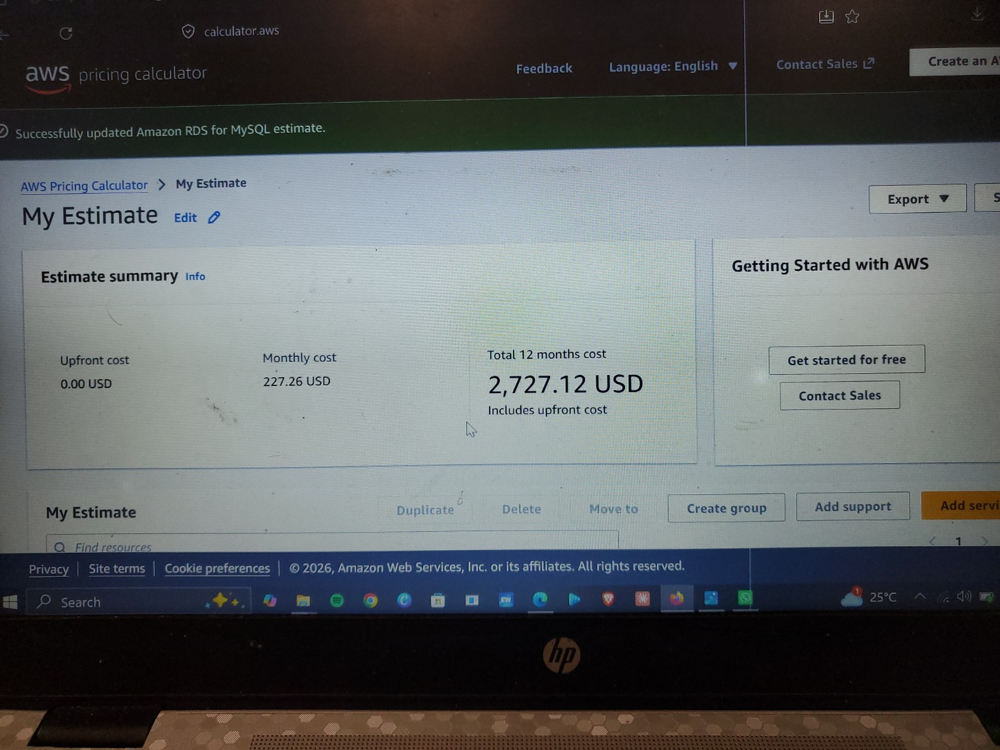 calculator.aws
aws pricing calculator
Feedback
Language: English
Contact Sales
Create an A
Successfully updated Amazon RDS for MySQL estimate.
AWS Pricing Calculator > My Estimate
My Estimate
Edit
Export
S
Estimate summary
Info
Upfront cost
0.00 USD
Monthly cost
227.26 USD
Total 12 months cost
2,727.12 USD
Includes upfront cost
Getting Started with AWS
Get started for free
Contact Sales
My Estimate
Duplicate
Delete
Move to
Create group
Add support
Add servi
Find resources
1
Privacy | Site terms | Cookie preferences | © 2026, Amazon Web Services, Inc. or its affiliates. All rights reserved.
Search
EW
1
25°C
hp